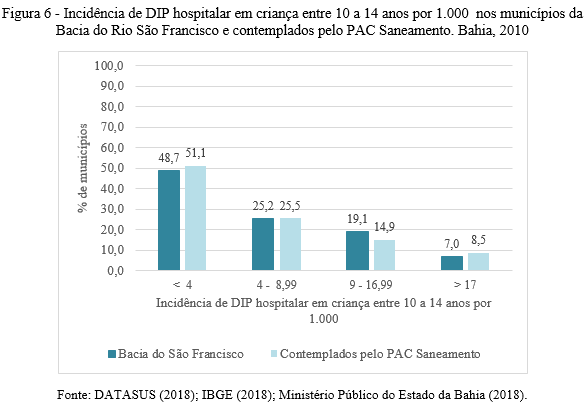 Figura 6 - Incidência de DIP hospitalar em criança entre 10 a 14 anos por 1.000 nos municípios da
Bacia do Rio São Francisco e contemplados pelo PAC Saneamento. Bahia, 2010
% de municípios
100,0
90,0
80,0
70,0
60,0
50,0
40,0
30,0
20,0
10,0
0,0
48,7 51,1
25,2 25,5
19,1 14,9
7,0 8,5
< 4 4 - 8,99 9 - 16,99 > 17
Incidência de DIP hospitalar em criança entre 10 a 14 anos por
1.000
Bacia do São Francisco Contemplados pelo PAC Saneamento
Fonte: DATASUS (2018); IBGE (2018); Ministério Público do Estado da Bahia (2018).